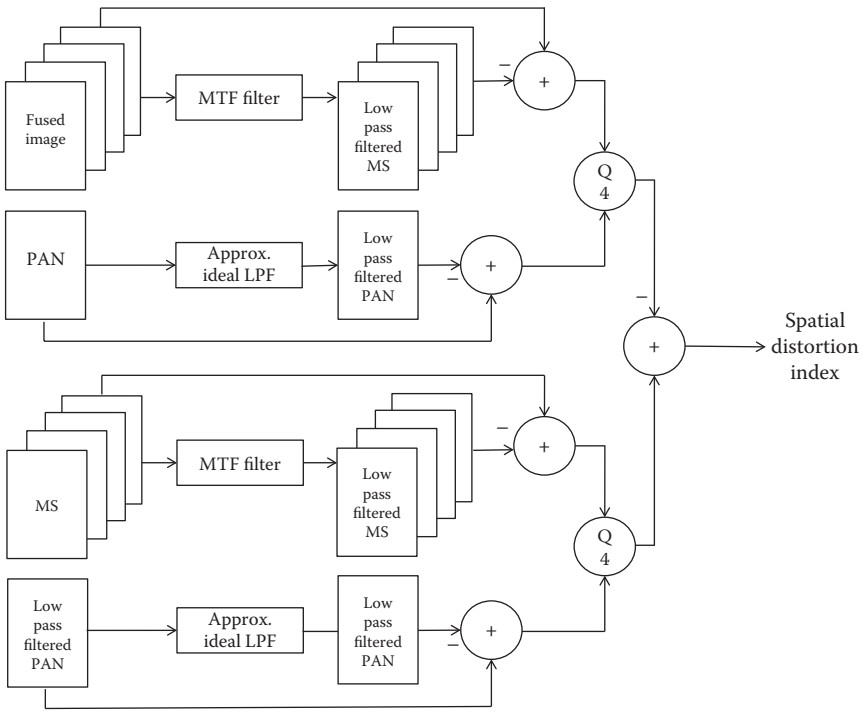 Fused
image
MTF filter
Low
pass
filtered
MS
−
+
Q
4
PAN
Approx.
ideal LPF
Low
pass
filtered
PAN
−
+
−
+
Spatial
distortion
index
MS
MTF filter
Low
pass
filtered
MS
−
+
Q
4
Low
pass
filtered
PAN
Approx.
ideal LPF
Low
pass
filtered
PAN
−
+